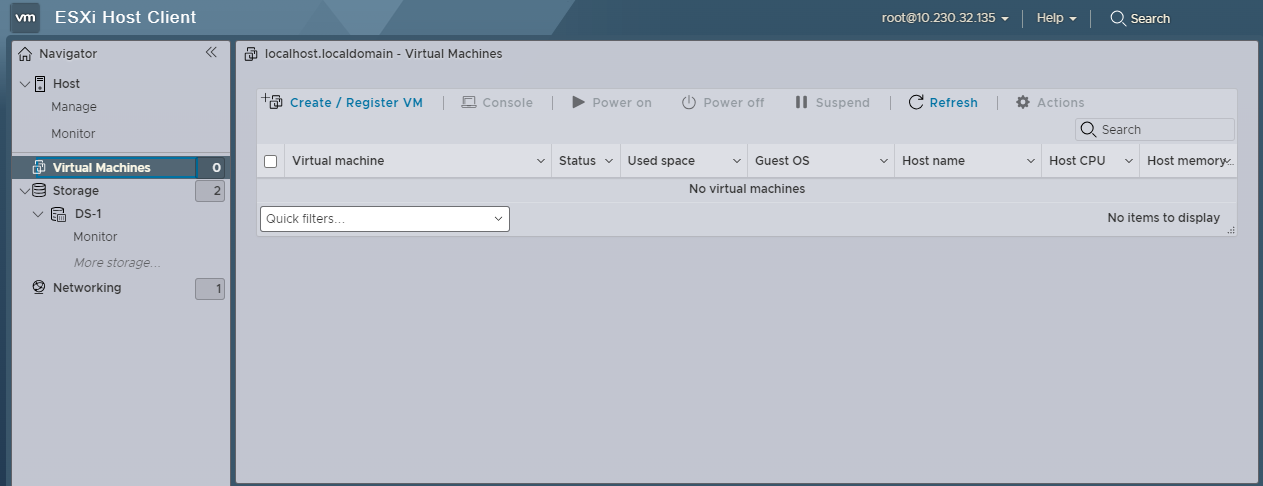 vm ESXi Host Client root@10.230.32.135 Help Search
Navigator
Host
Manage
Monitor
Virtual Machines 0
Storage 2
DS-1
Monitor
More storage...
Networking 1
localhost.localdomain - Virtual Machines
Create / Register VM Console Power on Power off Suspend Refresh Actions
Search
Virtual machine Status Used space Guest OS Host name Host CPU Host memory...
No virtual machines
Quick filters... No items to display